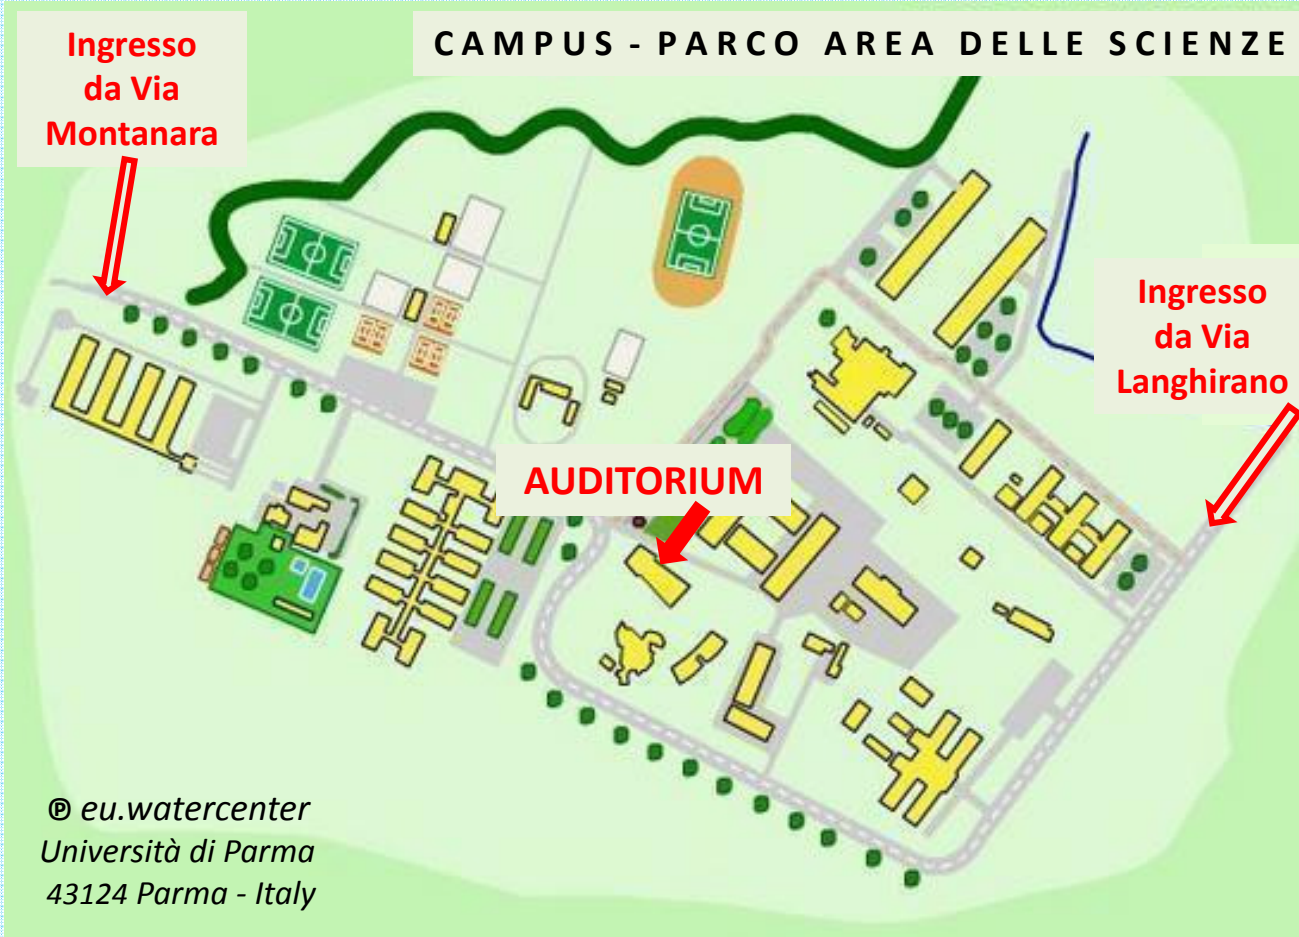 Ingresso
da Via
Montanara
CAMPUS - PARCO AREA DELLE SCIENZE
Ingresso
da Via
Langhirano
AUDITORIUM
℗ eu.watercenter
Università di Parma
43124 Parma - Italy